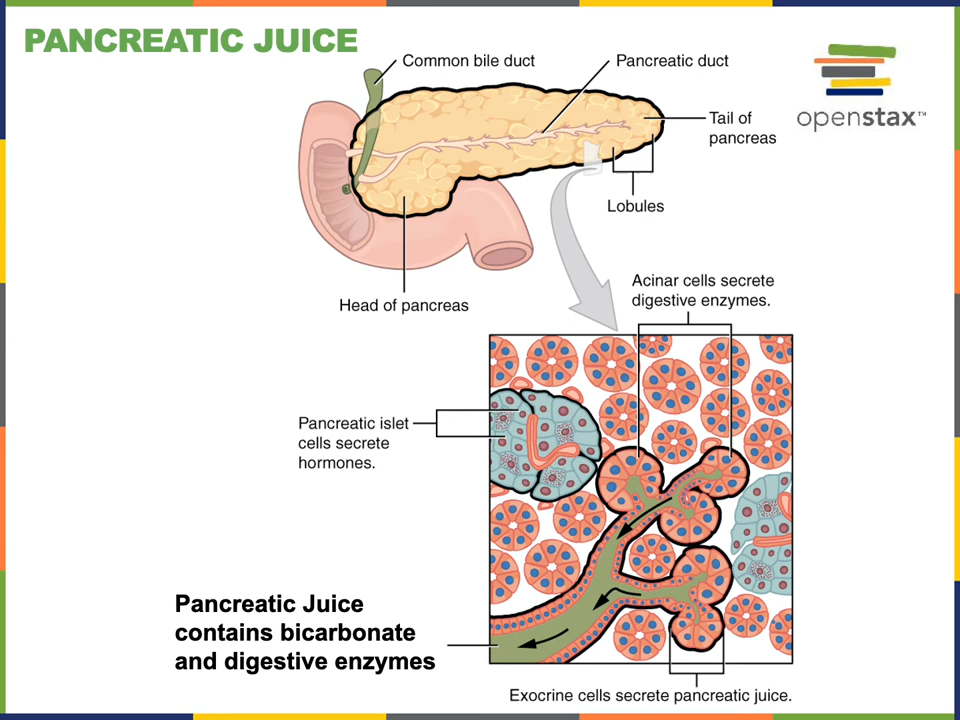 PANCREATIC JUICE
Common bile duct
Pancreatic duct
openstax™
Tail of
pancreas
Lobules
Head of pancreas
Acinar cells secrete
digestive enzymes.
Pancreatic islet
cells secrete
hormones.
Pancreatic Juice
contains bicarbonate
and digestive enzymes
Exocrine cells secrete pancreatic juice.